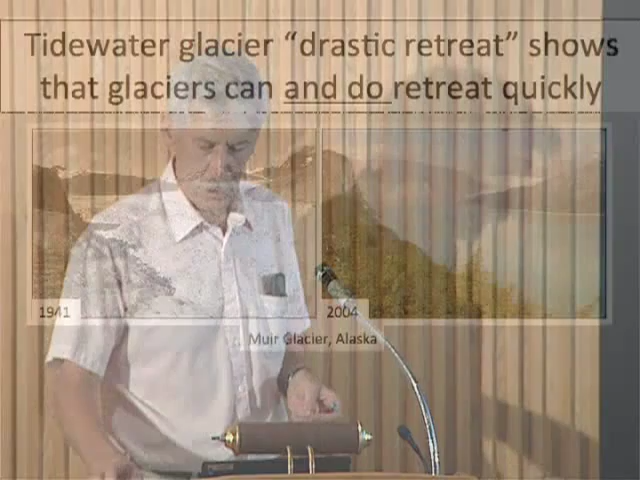 Tidewater glacier “drastic retreat” shows
that glaciers can and do retreat quickly
1941
2004
Muir Glacier, Alaska